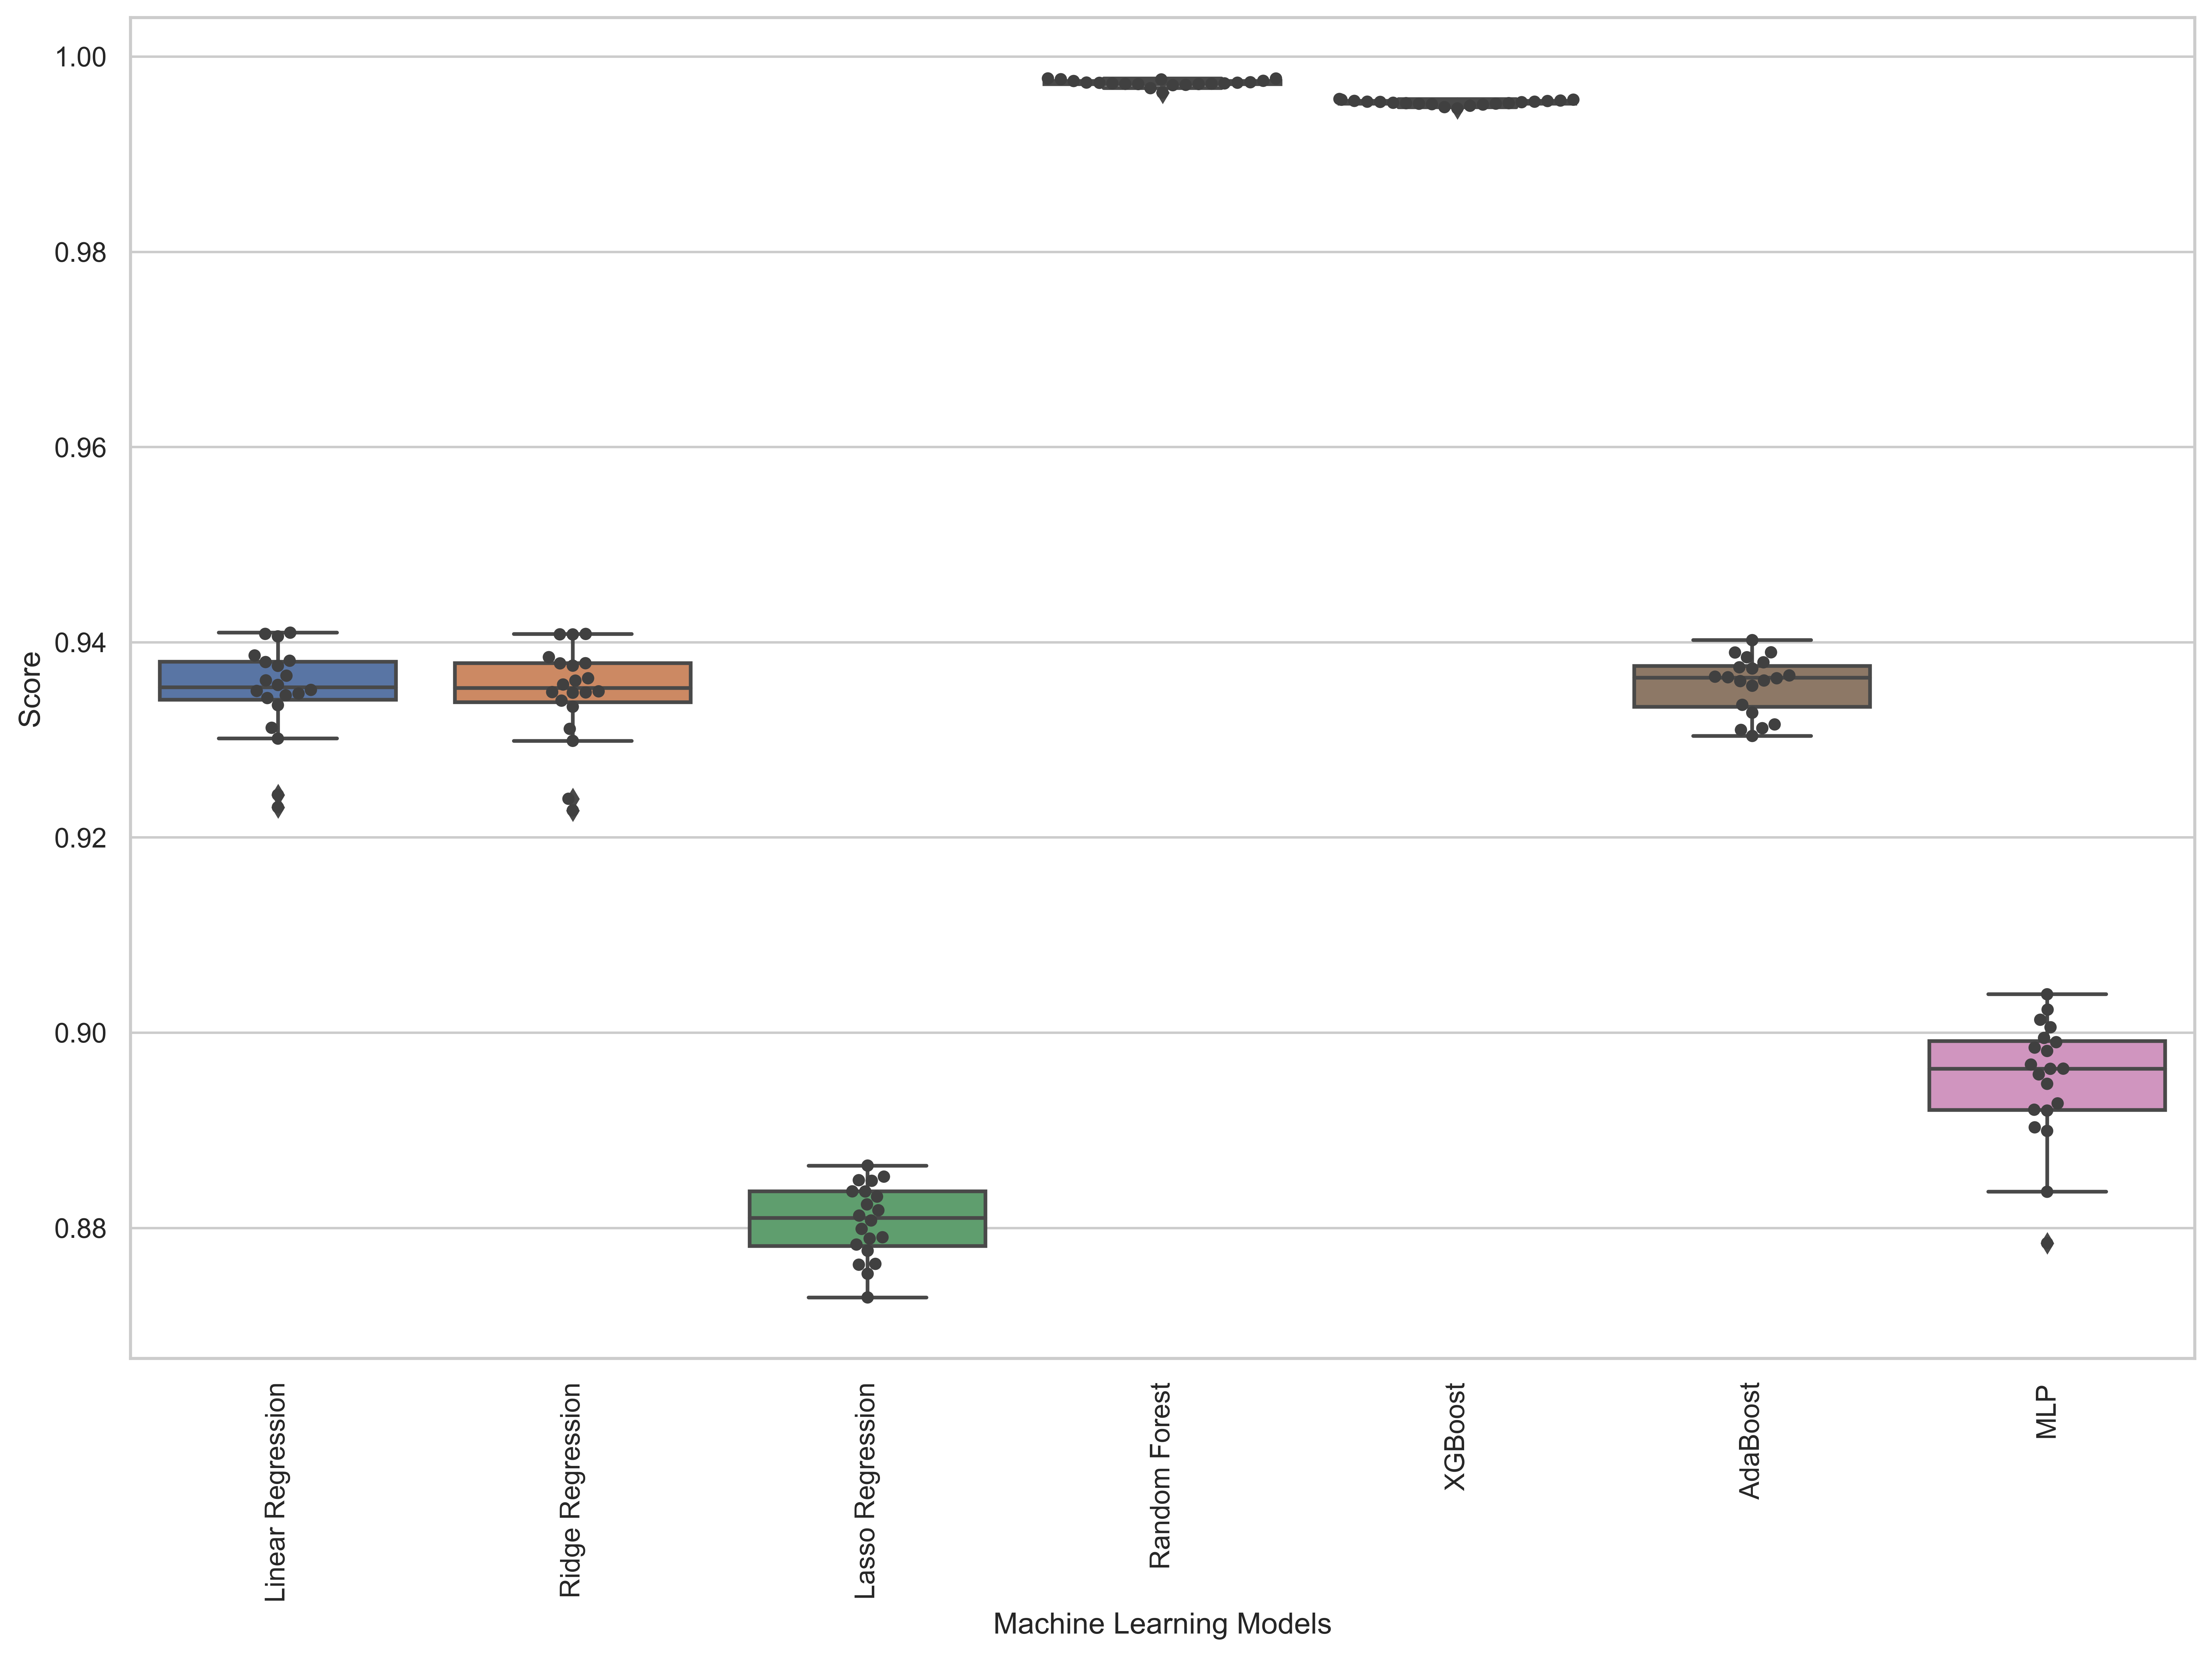 1.00
0.98
0.96
0.94
0.92
0.90
0.88
Score
Linear Regression
Ridge Regression
Lasso Regression
Random Forest
XGBoost
AdaBoost
MLP
Machine Learning Models